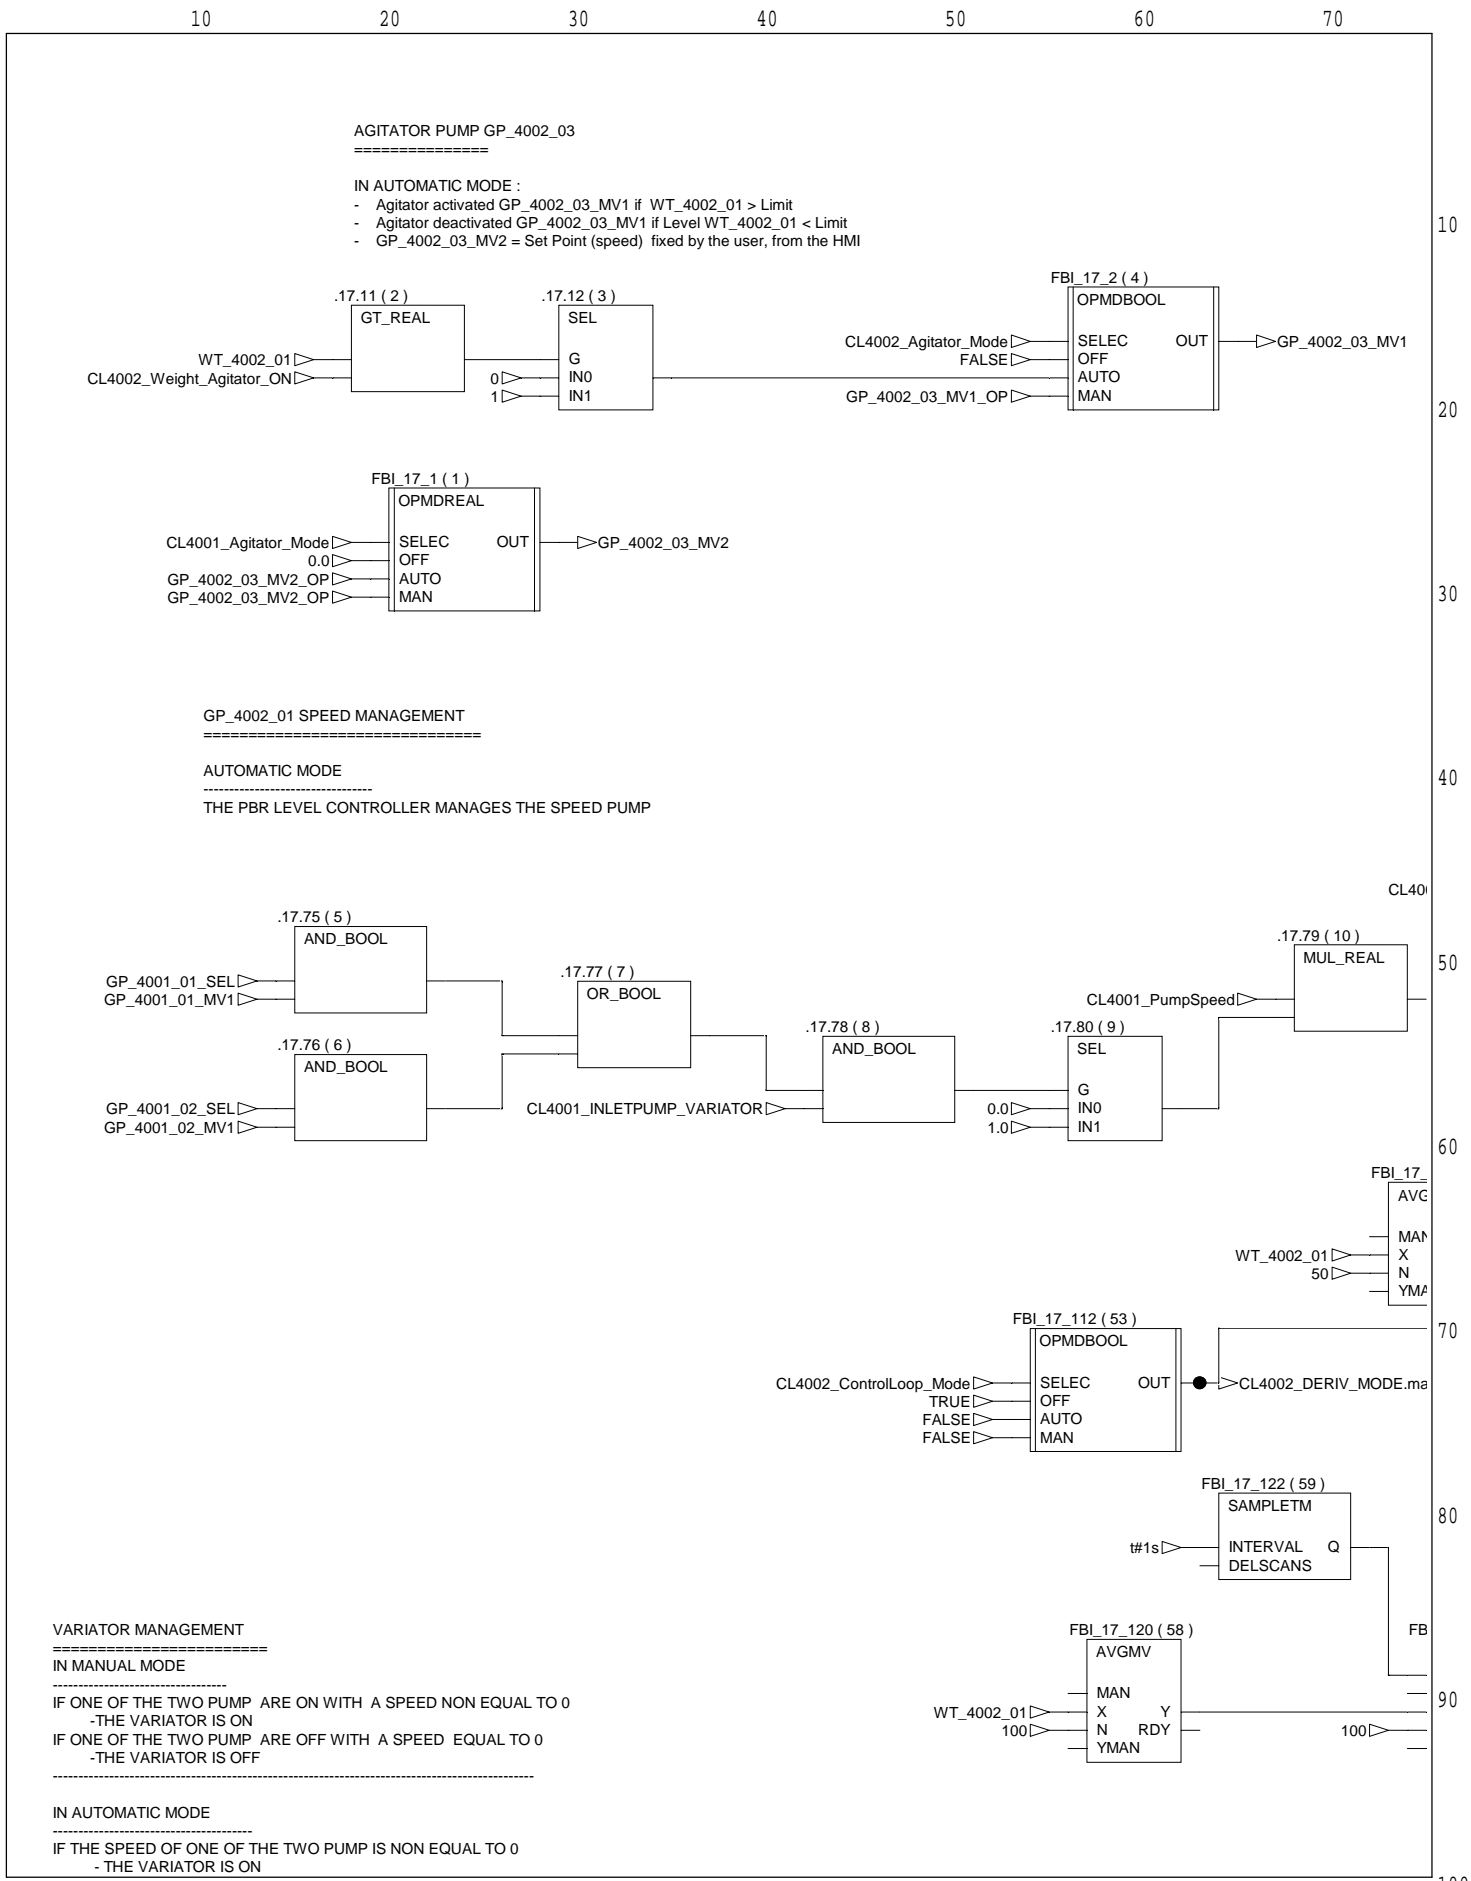 10 20 30 40 50 60 70
AGITATOR PUMP GP_4002_03
===============
IN AUTOMATIC MODE :
- Agitator activated GP_4002_03_MV1 if WT_4002_01 > Limit
- Agitator deactivated GP_4002_03_MV1 if Level WT_4002_01 < Limit
- GP_4002_03_MV2 = Set Point (speed) fixed by the user, from the HMI
10
.17.11 ( 2 )
GT_REAL
WT_4002_01
CL4002_Weight_Agitator_ON
.17.12 ( 3 )
SEL
G
0 IN0
1 IN1
FBI_17_2 ( 4 )
OPMDBOOL
CL4002_Agitator_Mode SELEC OUT GP_4002_03_MV1
FALSE OFF
AUTO
GP_4002_03_MV1_OP MAN
20
FBI_17_1 ( 1 )
OPMDREAL
CL4001_Agitator_Mode SELEC OUT GP_4002_03_MV2
0.0 OFF
GP_4002_03_MV2_OP AUTO
GP_4002_03_MV2_OP MAN
30
GP_4002_01 SPEED MANAGEMENT
===============================
AUTOMATIC MODE
---------------------------------
THE PBR LEVEL CONTROLLER MANAGES THE SPEED PUMP
40
CL400
.17.75 ( 5 )
AND_BOOL
GP_4001_01_SEL
GP_4001_01_MV1
.17.76 ( 6 )
AND_BOOL
GP_4001_02_SEL
GP_4001_02_MV1
.17.77 ( 7 )
OR_BOOL
.17.78 ( 8 )
AND_BOOL
CL4001_INLETPUMP_VARIATOR
.17.80 ( 9 )
SEL
G
0.0 IN0
1.0 IN1
.17.79 ( 10 )
MUL_REAL
CL4001_PumpSpeed
50
60
FBI_17_
AVG
MAN
WT_4002_01 X
50 N
YMA
FBI_17_112 ( 53 )
OPMDBOOL
CL4002_ControlLoop_Mode SELEC OUT CL4002_DERIV_MODE.ma
TRUE OFF
FALSE AUTO
FALSE MAN
70
FBI_17_122 ( 59 )
SAMPLETM
t#1s INTERVAL Q
DELSCANS
80
VARIATOR MANAGEMENT
========================
IN MANUAL MODE
----------------------------------
IF ONE OF THE TWO PUMP ARE ON WITH A SPEED NON EQUAL TO 0
-THE VARIATOR IS ON
IF ONE OF THE TWO PUMP ARE OFF WITH A SPEED EQUAL TO 0
-THE VARIATOR IS OFF
----------------------------------------------------------------------------------------------
IN AUTOMATIC MODE
---------------------------------------
IF THE SPEED OF ONE OF THE TWO PUMP IS NON EQUAL TO 0
- THE VARIATOR IS ON
FBI_17_120 ( 58 )
AVGMV
MAN
WT_4002_01 X Y
100 N RDY
YMAN
FB
100
90